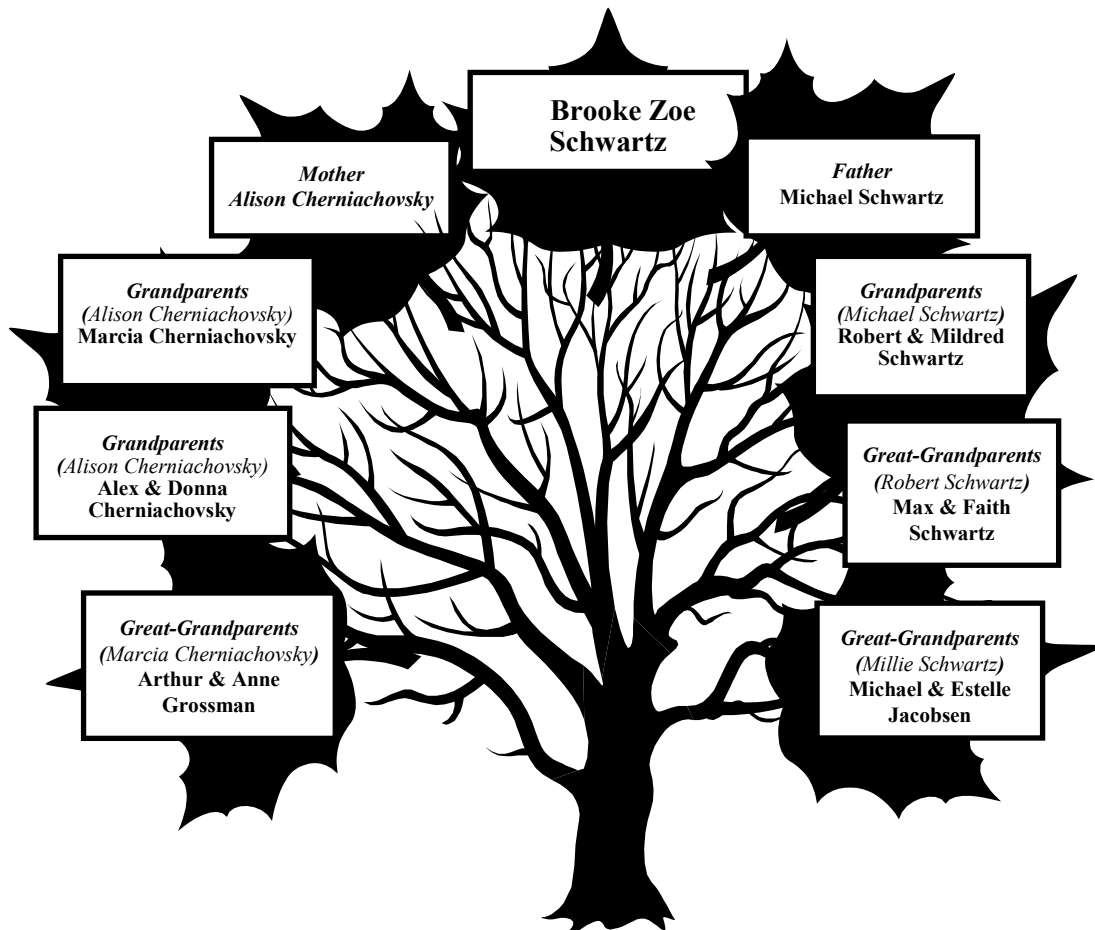 Brooke Zoe
Schwartz
Mother
Alison Cherniachovsky
Father
Michael Schwartz
Grandparents
(Alison Cherniachovsky)
Marcia Cherniachovsky
Grandparents
(Michael Schwartz)
Robert & Mildred
Schwartz
Grandparents
(Alison Cherniachovsky)
Alex & Donna
Cherniachovsky
Great-Grandparents
(Robert Schwartz)
Max & Faith
Schwartz
Great-Grandparents
(Marcia Cherniachovsky)
Arthur & Anne
Grossman
Great-Grandparents
(Millie Schwartz)
Michael & Estelle
Jacobsen